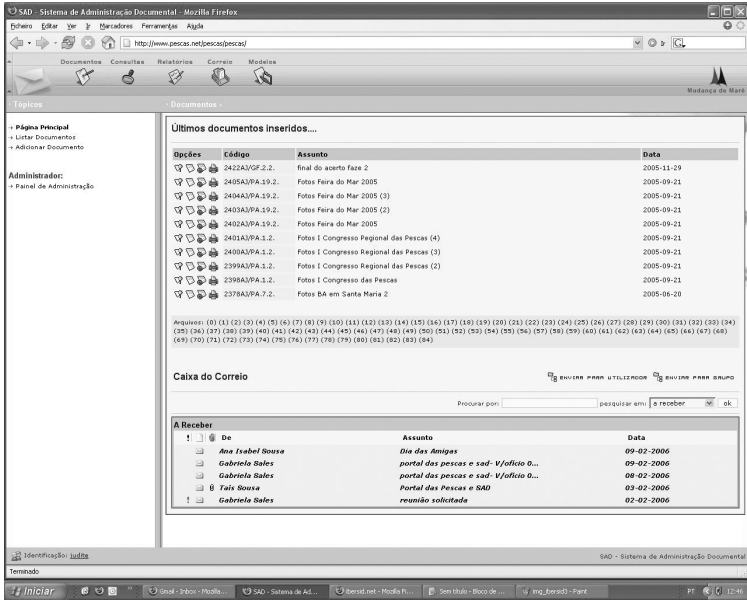 SAD - Sistema de Administração Documental - Mozilla Firefox
Ficheiro Editar Ver Ir Marcadores Ferramentas Ajuda
http://www.pescas.net/pescas/pescas/
Documentos Consultas Relatórios Correio Modelos
Mudança de Maré
Tópicos
Documentos
Página Principal
Listar Documentos
Adicionar Documento
Administrador:
Painel de Administração
Últimos documentos inseridos....
Opções Código Assunto Data
2422AJ/GF.2.2. final do acerto faze 2 2005-11-29
2405AJ/PA.19.2. Fotos Feira do Mar 2005 2005-09-21
2404AJ/PA.19.2. Fotos Feira do Mar 2005 (3) 2005-09-21
2403AJ/PA.19.2. Fotos Feira do Mar 2005 (2) 2005-09-21
2402AJ/PA.19.2. Fotos Feira do Mar 2005 2005-09-21
2401AJ/PA.1.2. Fotos I Congresso Pegional das Pescas (4) 2005-09-21
2400AJ/PA.1.2. Fotos I Congresso Regional das Pescas (3) 2005-09-21
2399AJ/PA.1.2. Fotos I Congresso Regional das Pescas (2) 2005-09-21
2398AJ/PA.1.2. Fotos I Congresso das Pescas 2005-09-21
2378AJ/PA.7.2. Fotos BA em Santa Maria 2 2005-06-20
Arquivos: (0) (1) (2) (3) (4) (5) (6) (7) (8) (9) (10) (11) (12) (13) (14) (15) (16) (17) (18) (19) (20) (21) (22) (23) (24) (25) (26) (27) (28) (29) (30) (31) (32) (33) (34)
(35) (36) (37) (38) (39) (40) (41) (42) (43) (44) (45) (46) (47) (48) (49) (50) (51) (52) (53) (54) (55) (56) (57) (58) (59) (60) (61) (62) (63) (64) (65) (66) (67) (68)
(69) (70) (71) (72) (73) (74) (75) (76) (77) (78) (79) (80) (81) (82) (83) (84)
Caixa do Correio
ENVIAR PARA UTILIZADOR ENVIAR PARA GRUPO
Procurar por: pesquisar em: a receber ok
A Receber
! De Assunto Data
Ana Isabel Sousa Dia das Amigas 09-02-2006
Gabriela Sales portal das pescas e sad- V/ofício 0... 09-02-2006
Gabriela Sales portal das pescas e sad- V/ofício 0... 08-02-2006
Tais Sousa Portal das Pescas e SAD 03-02-2006
! Gabriela Sales reunião solicitada 02-02-2006
Identificação: judite
SAD - Sistema de Administração Documental
Terminado
Iniciar
Gmail - Inbox - Mozilla...
SAD - Sistema de Ad...
ibersid.net - Mozilla Fi...
Sem título - Bloco de ...
img_ibersid3 - Paint
PT
12:46